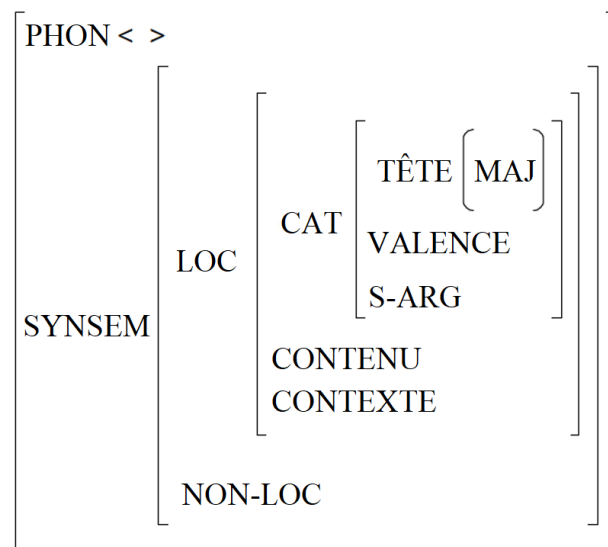 PHON < >
TÊTE MAJ
CAT
VALENCE
LOC
S-ARG
SYNSEM
CONTENU
CONTEXTE
NON-LOC